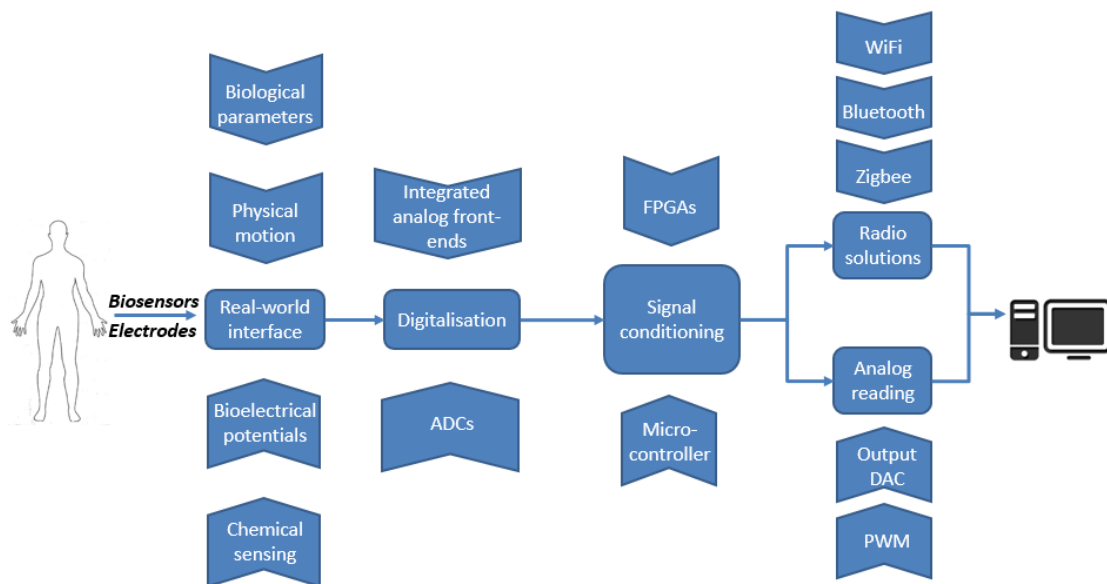 WiFi
Biological
parameters
Bluetooth
Zigbee
Physical
motion
Integrated
analog front-
ends
FPGAs
Radio
solutions
Biosensors
Electrodes
Real-world
interface
Digitalisation
Signal
conditioning
Analog
reading
Bioelectrical
potentials
ADCs
Micro-
controller
Output
DAC
Chemical
sensing
PWM